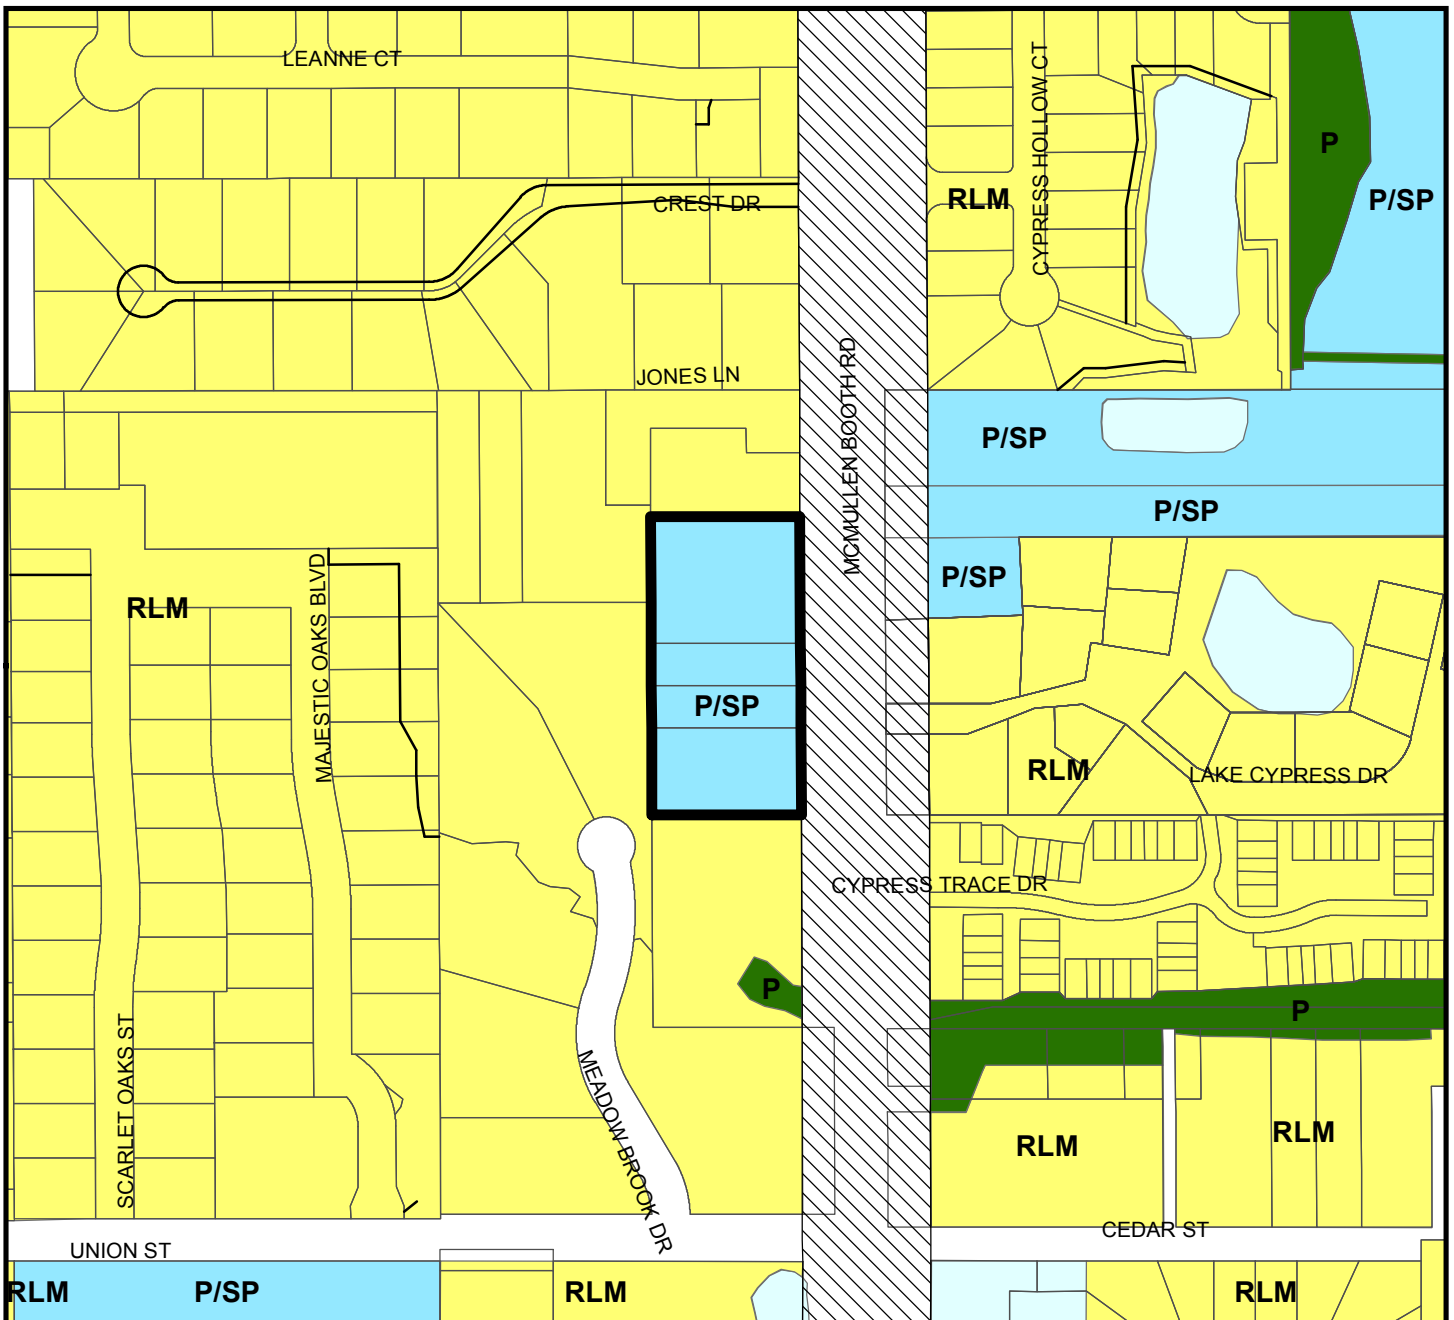 LEANNE CT
CYPRESS HOLLOW CT
P
RLM
P/SP
CREST DR
JONES LN
MCMULLEN BOOTH RD
P/SP
P/SP
P/SP
RLM
MAJESTIC OAKS BLVD
P/SP
RLM
LAKE CYPRESS DR
CYPRESS TRACE DR
P
P
SCARLET OAKS ST
MEADOW BROOK DR
RLM
RLM
CEDAR ST
UNION ST
RLM
P/SP
RLM
RLM